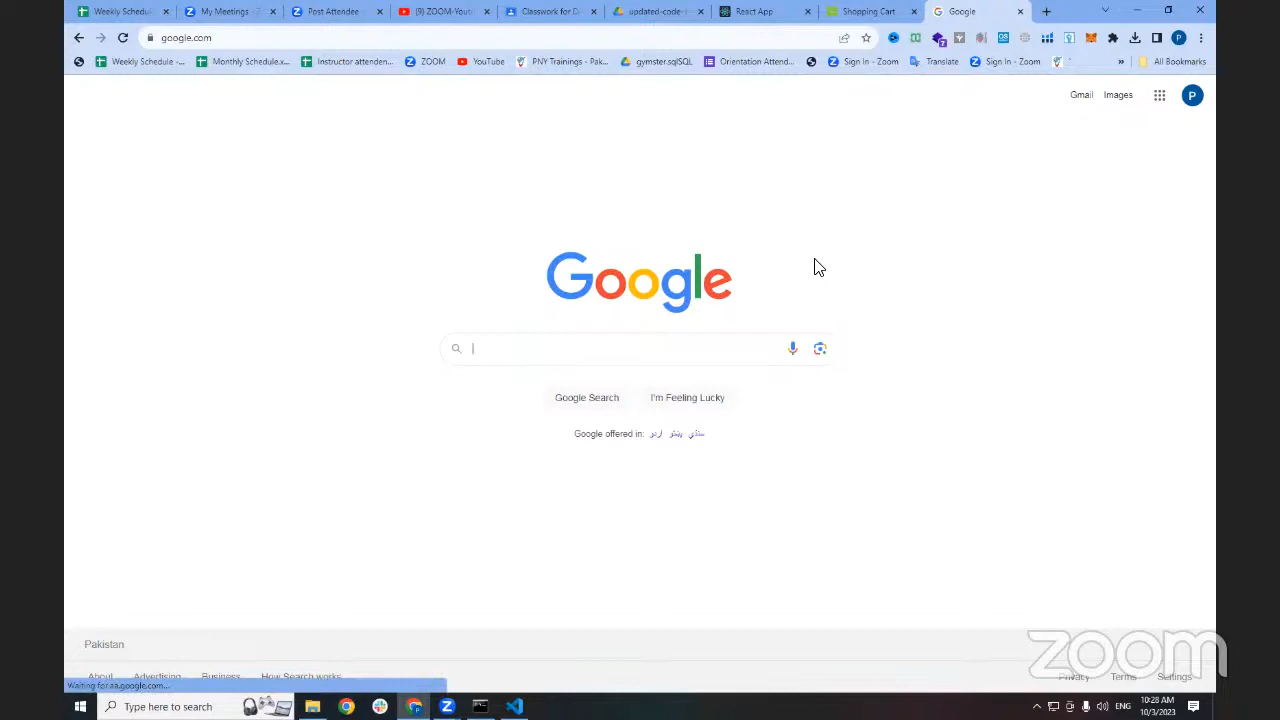 Weekly Schedul
My Meetings - Z
Post Attendee
(9) ZOOM-Yout
Classwork for D
updated-code-
React App
Shopping Cart
Google
google.com
Weekly Schedule -...
Monthly Schedule.x...
Instructor attenden...
ZOOM
YouTube
PNY Trainings - Pak...
gymster.sqlSQL
Orientation Attend...
Sign In - Zoom
Translate
Sign In - Zoom
»
All Bookmarks
Gmail
Images
P
Google
Google Search
I'm Feeling Lucky
Google offered in: اردو پښتو سنڌي
Pakistan
About
Advertising
Business
How Search works
Privacy
Terms
Settings
Waiting for aa.google.com...
zoom
Type here to search
ENG
10:28 AM
10/3/2023